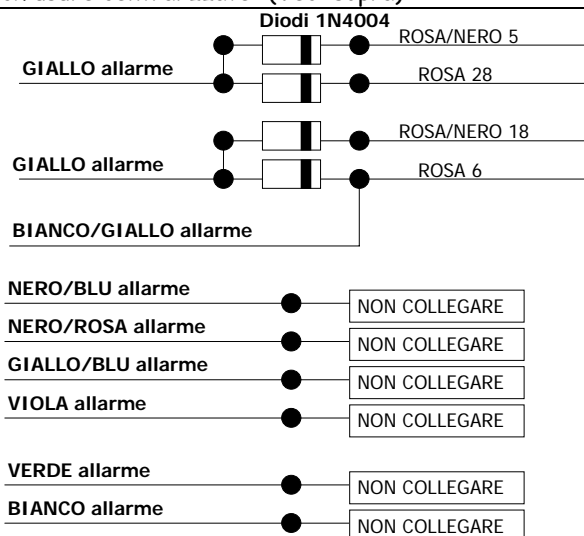 Diodi 1N4004
ROSA/NERO 5
GIALLO allarme
ROSA 28
ROSA/NERO 18
GIALLO allarme
ROSA 6
BIANCO/GIALLO allarme
NERO/BLU allarme
NON COLLEGARE
NERO/ROSA allarme
NON COLLEGARE
GIALLO/BLU allarme
NON COLLEGARE
VIOLA allarme
NON COLLEGARE
VERDE allarme
NON COLLEGARE
BIANCO allarme
NON COLLEGARE